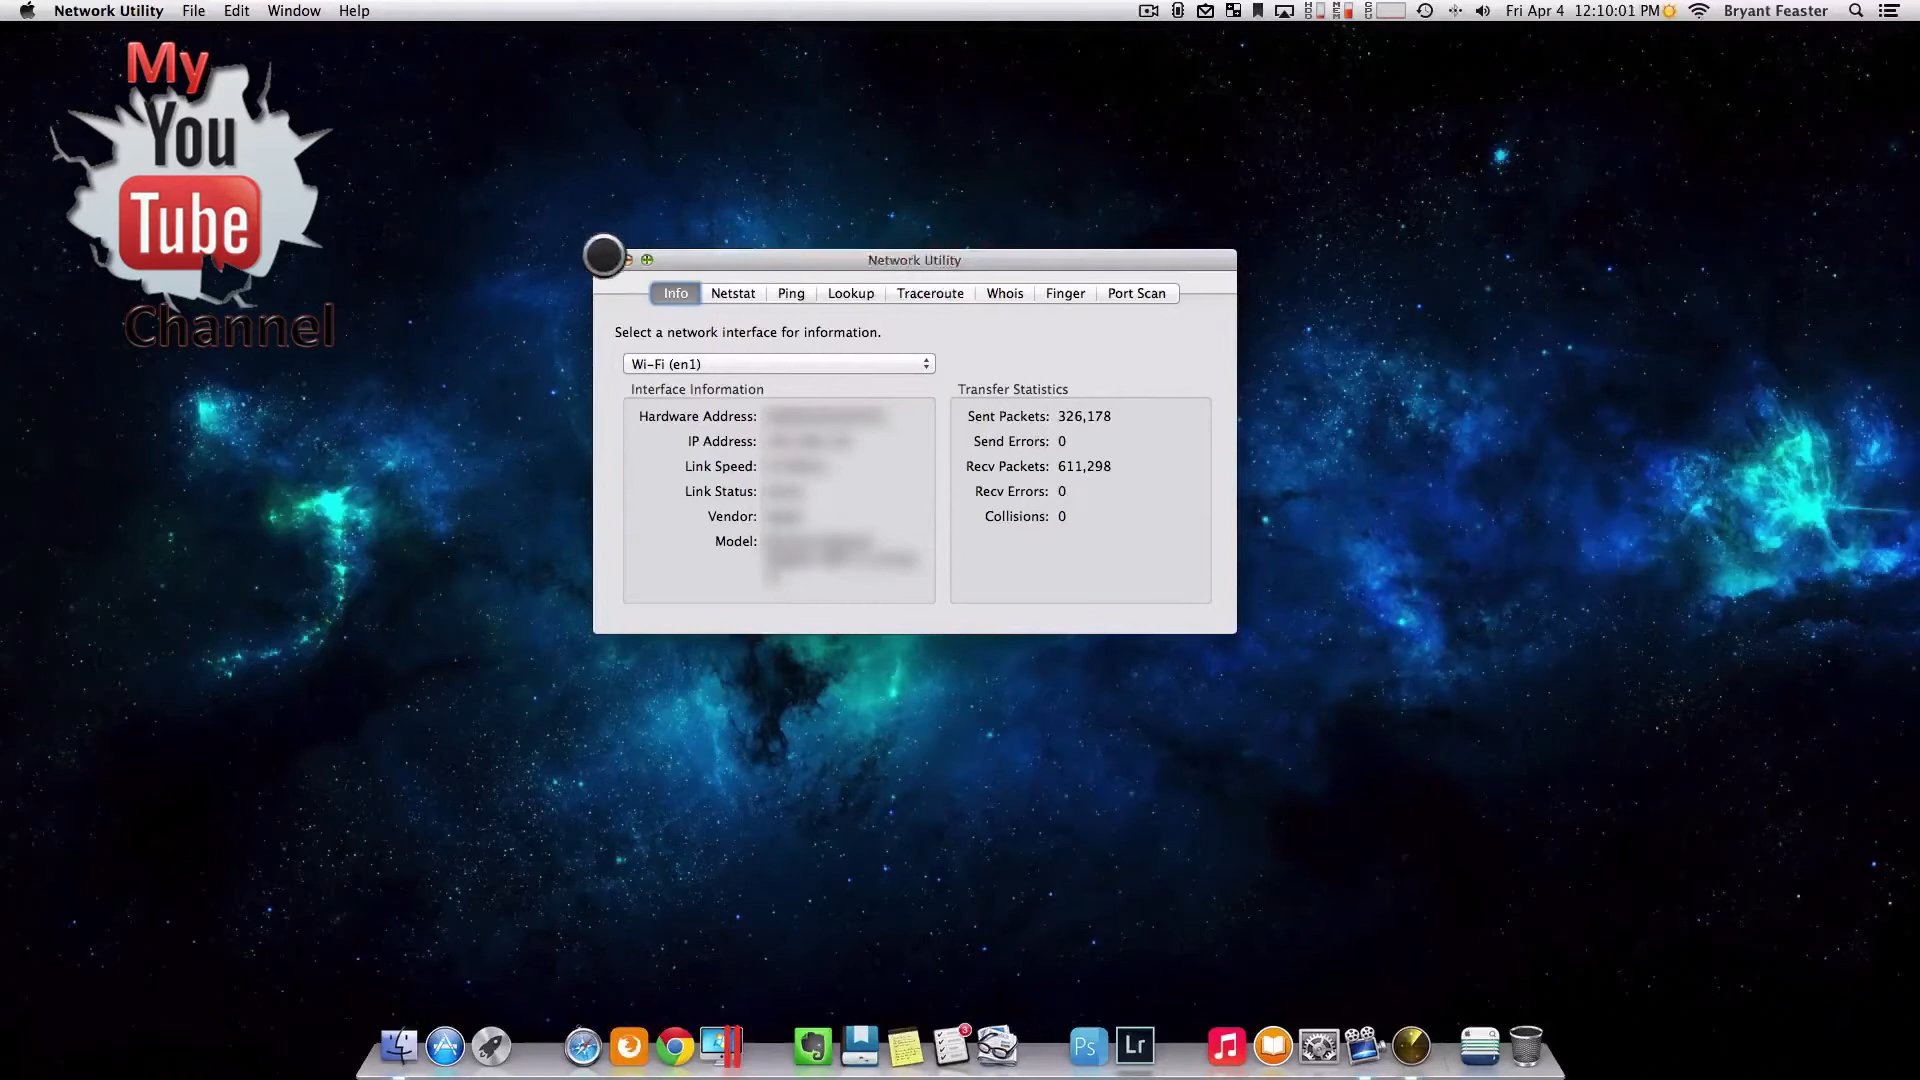 Network Utility File Edit Window Help
Fri Apr 4 12:10:01 PM Bryant Feaster
My
You
Tube
Channel
Network Utility
Info Netstat Ping Lookup Traceroute Whois Finger Port Scan
Select a network interface for information.
Wi-Fi (en1)
Interface Information
Hardware Address:
IP Address:
Link Speed:
Link Status:
Vendor:
Model:
Transfer Statistics
Sent Packets: 326,178
Send Errors: 0
Recv Packets: 611,298
Recv Errors: 0
Collisions: 0
3
Ps
Lr